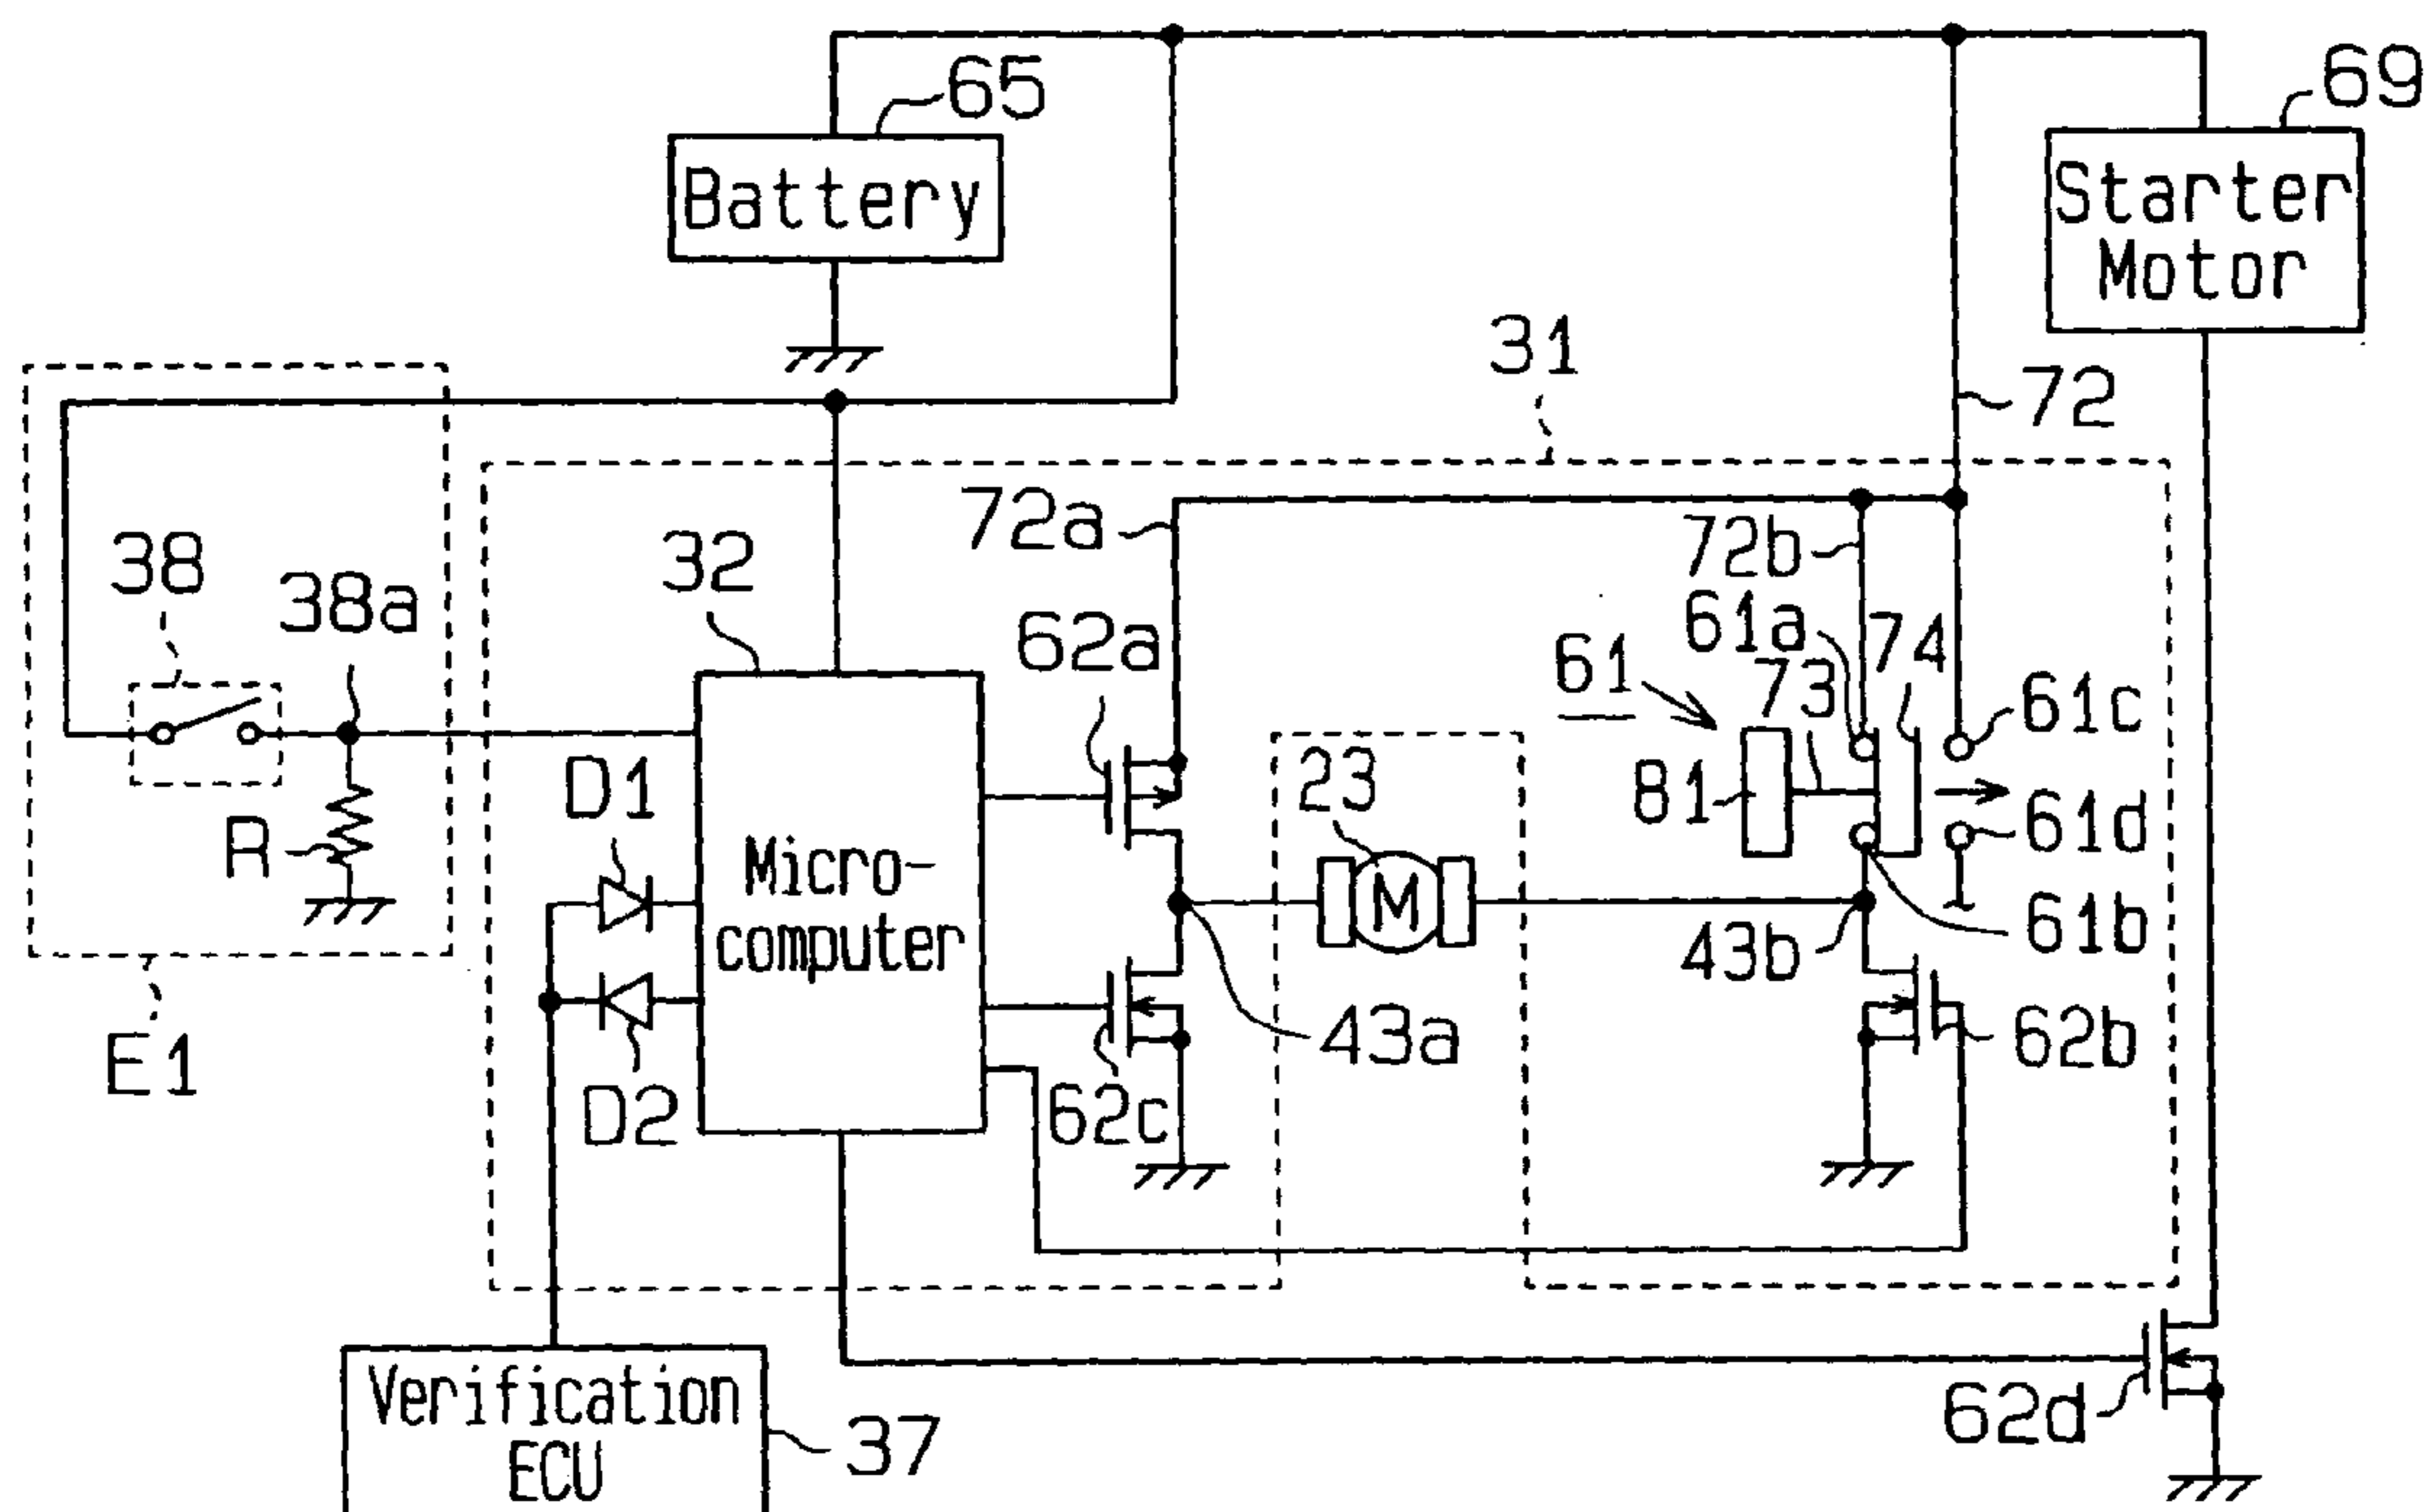 65
69
Battery
Starter
Motor
31
72
72a
72b
38
38a
32
62a
61a
74
61
73
61c
D1
23
81
61d
R
Micro-
computer
M
61b
43b
43a
62b
E1
D2
62c
Verification
ECU
37
62d